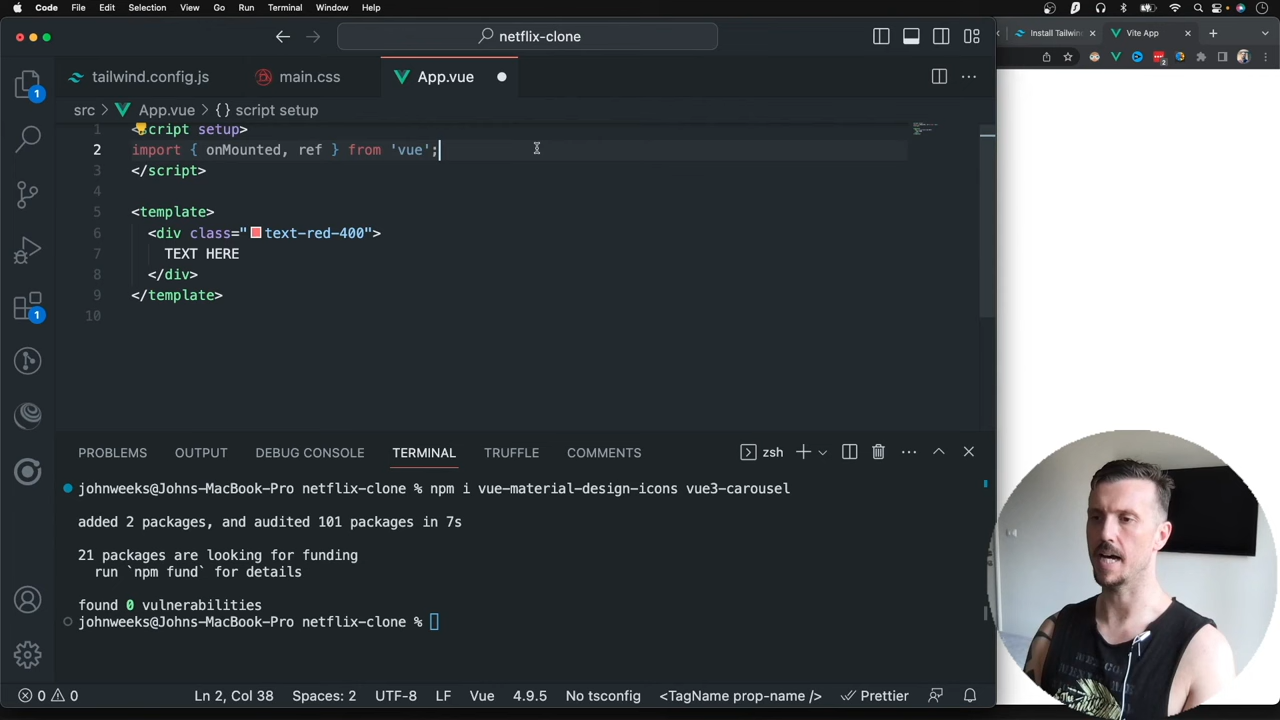 Code File Edit Selection View Go Run Terminal Window Help
netflix-clone
Install Tailwin
Vite App
tailwind.config.js
main.css
App.vue
src > App.vue > {} script setup
1 <script setup>
2 import { onMounted, ref } from 'vue';
3 </script>
4
5 <template>
6 <div class="text-red-400">
7 TEXT HERE
8 </div>
9 </template>
10
1
1
2
PROBLEMS OUTPUT DEBUG CONSOLE TERMINAL TRUFFLE COMMENTS
zsh
johnweeks@Johns-MacBook-Pro netflix-clone % npm i vue-material-design-icons vue3-carousel
added 2 packages, and audited 101 packages in 7s
21 packages are looking for funding
run `npm fund` for details
found 0 vulnerabilities
johnweeks@Johns-MacBook-Pro netflix-clone %
0 0 Ln 2, Col 38 Spaces: 2 UTF-8 LF Vue 4.9.5 No tsconfig <TagName prop-name /> Prettier